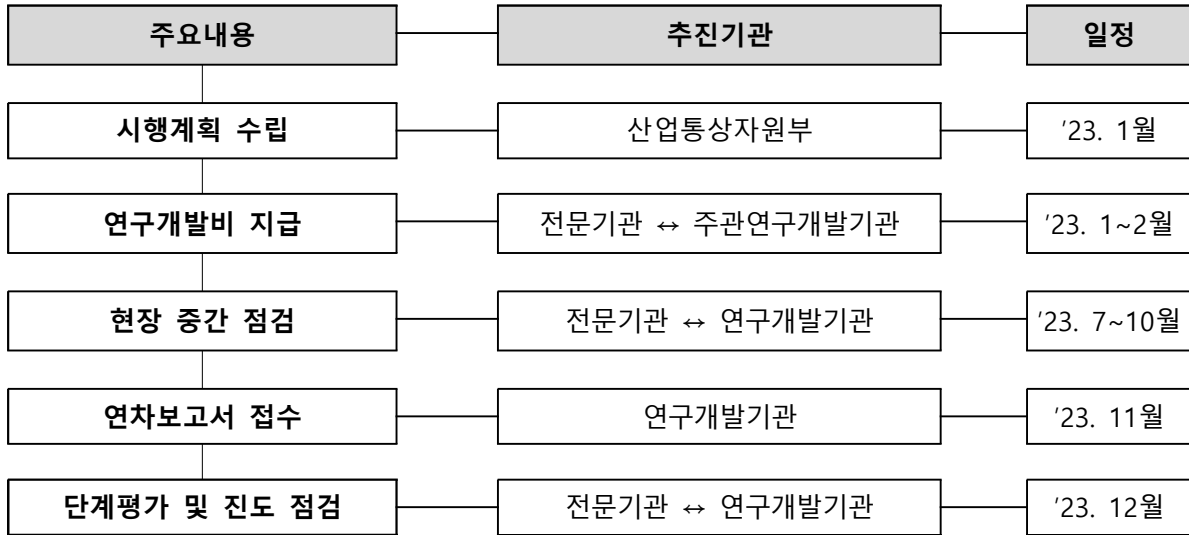 주요내용 추진기관 일정
시행계획 수립 산업통상자원부 '23. 1월
연구개발비 지급 전문기관 ↔ 주관연구개발기관 '23. 1~2월
현장 중간 점검 전문기관 ↔ 연구개발기관 '23. 7~10월
연차보고서 접수 연구개발기관 '23. 11월
단계평가 및 진도 점검 전문기관 ↔ 연구개발기관 '23. 12월